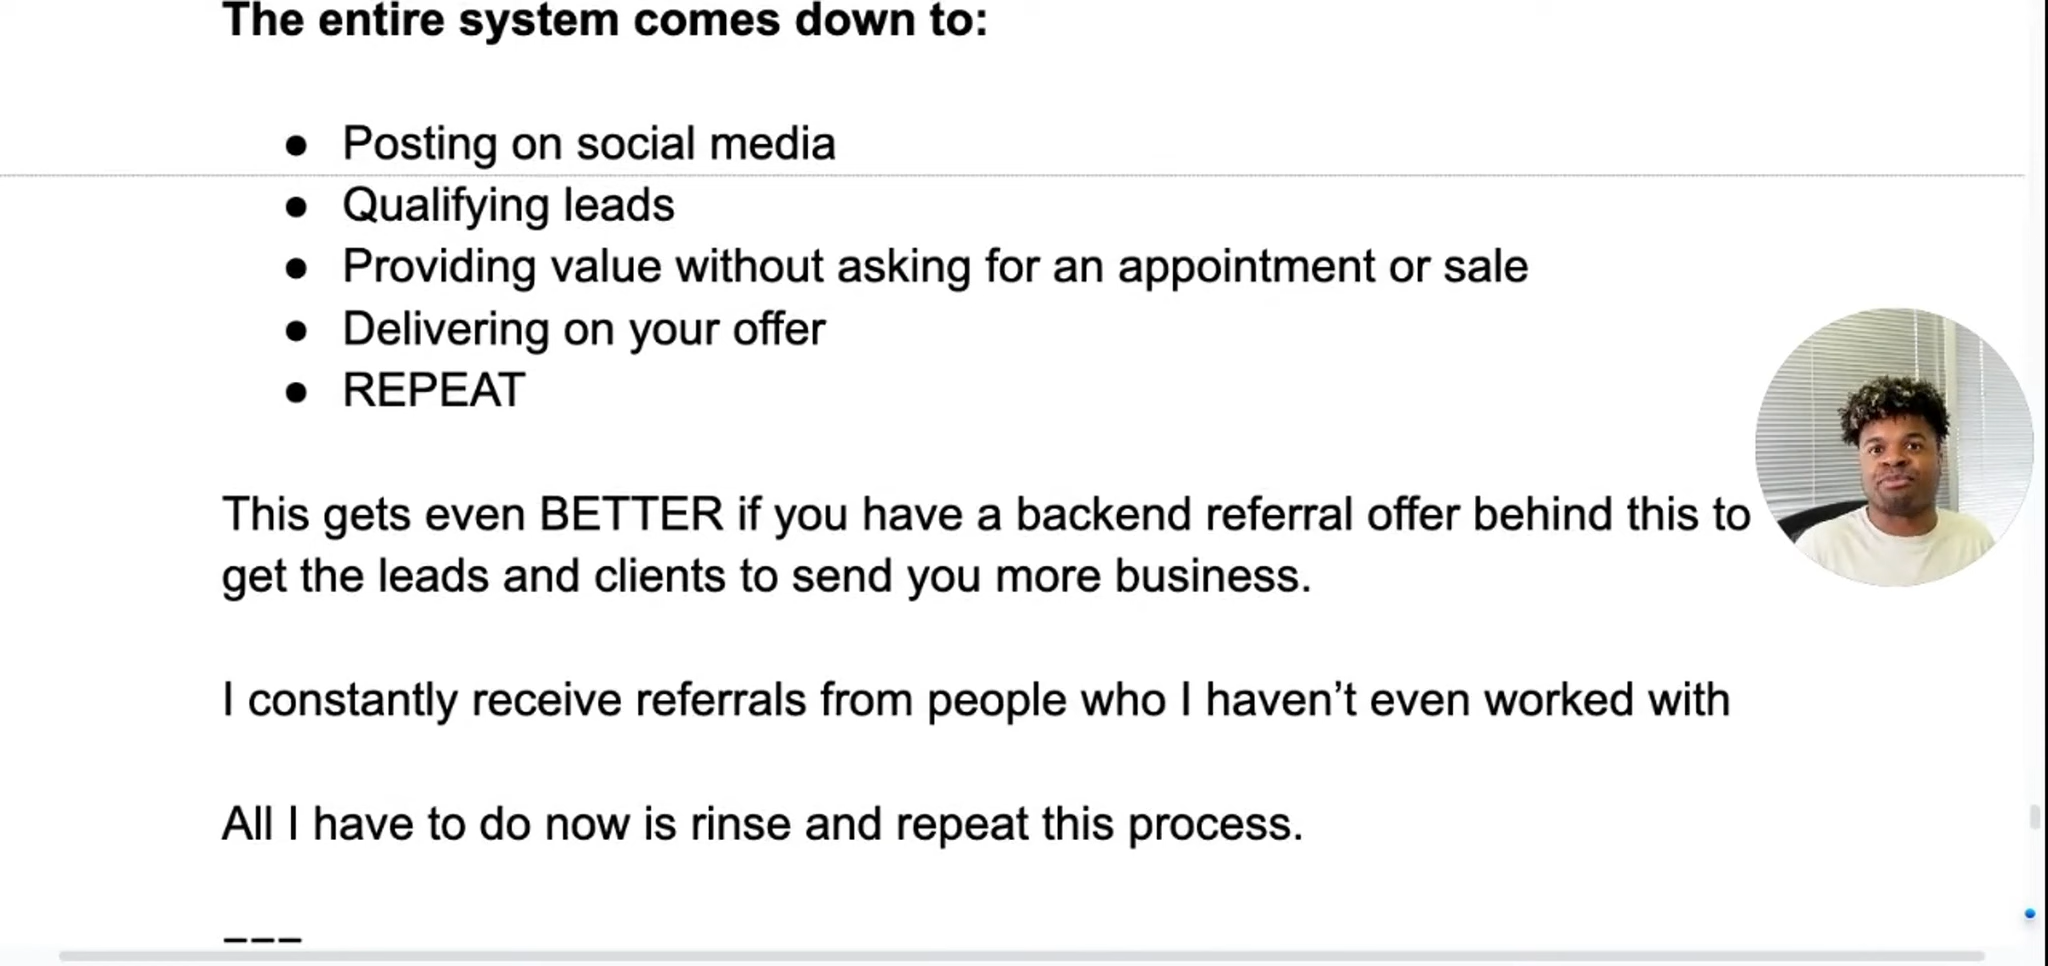 The entire system comes down to:
● Posting on social media
● Qualifying leads
● Providing value without asking for an appointment or sale
● Delivering on your offer
● REPEAT
This gets even BETTER if you have a backend referral offer behind this to
get the leads and clients to send you more business.
I constantly receive referrals from people who I haven’t even worked with
All I have to do now is rinse and repeat this process.
---